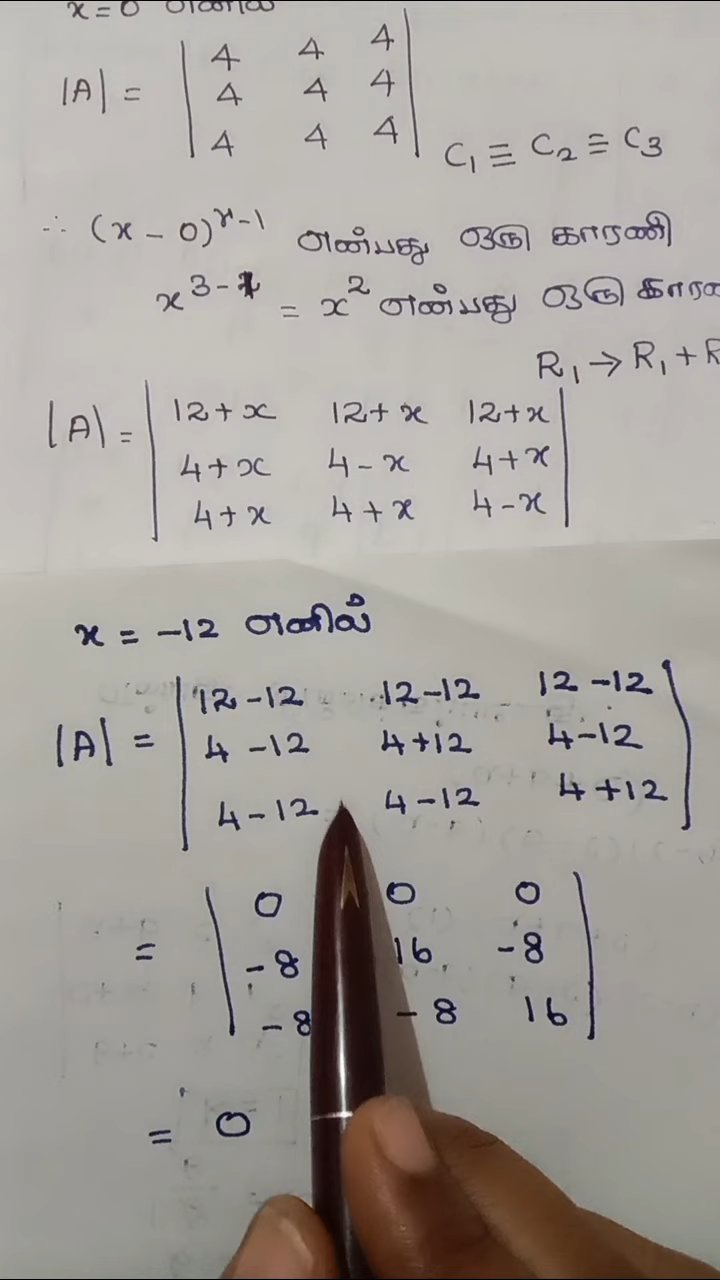 x = 0 எனில்
|A| = | 4 4 4 |
| 4 4 4 |
| 4 4 4 |
C₁ ≡ C₂ ≡ C₃
∴ (x - 0)^(r-1) என்பது ஒரு காரணி
x^(3-1) = x² என்பது ஒரு
R₁ → R₁ +
|A| = | 12+x 12+x 12+x |
| 4+x 4-x 4+x |
| 4+x 4+x 4-x |
x = -12 எனில்
|A| = | 12-12 12-12 12-12 |
| 4-12 4+12 4-12 |
| 4-12 4-12 4+12 |
= | 0 0 0 |
| -8 16 -8 |
| -8 -8 16 |
= 0